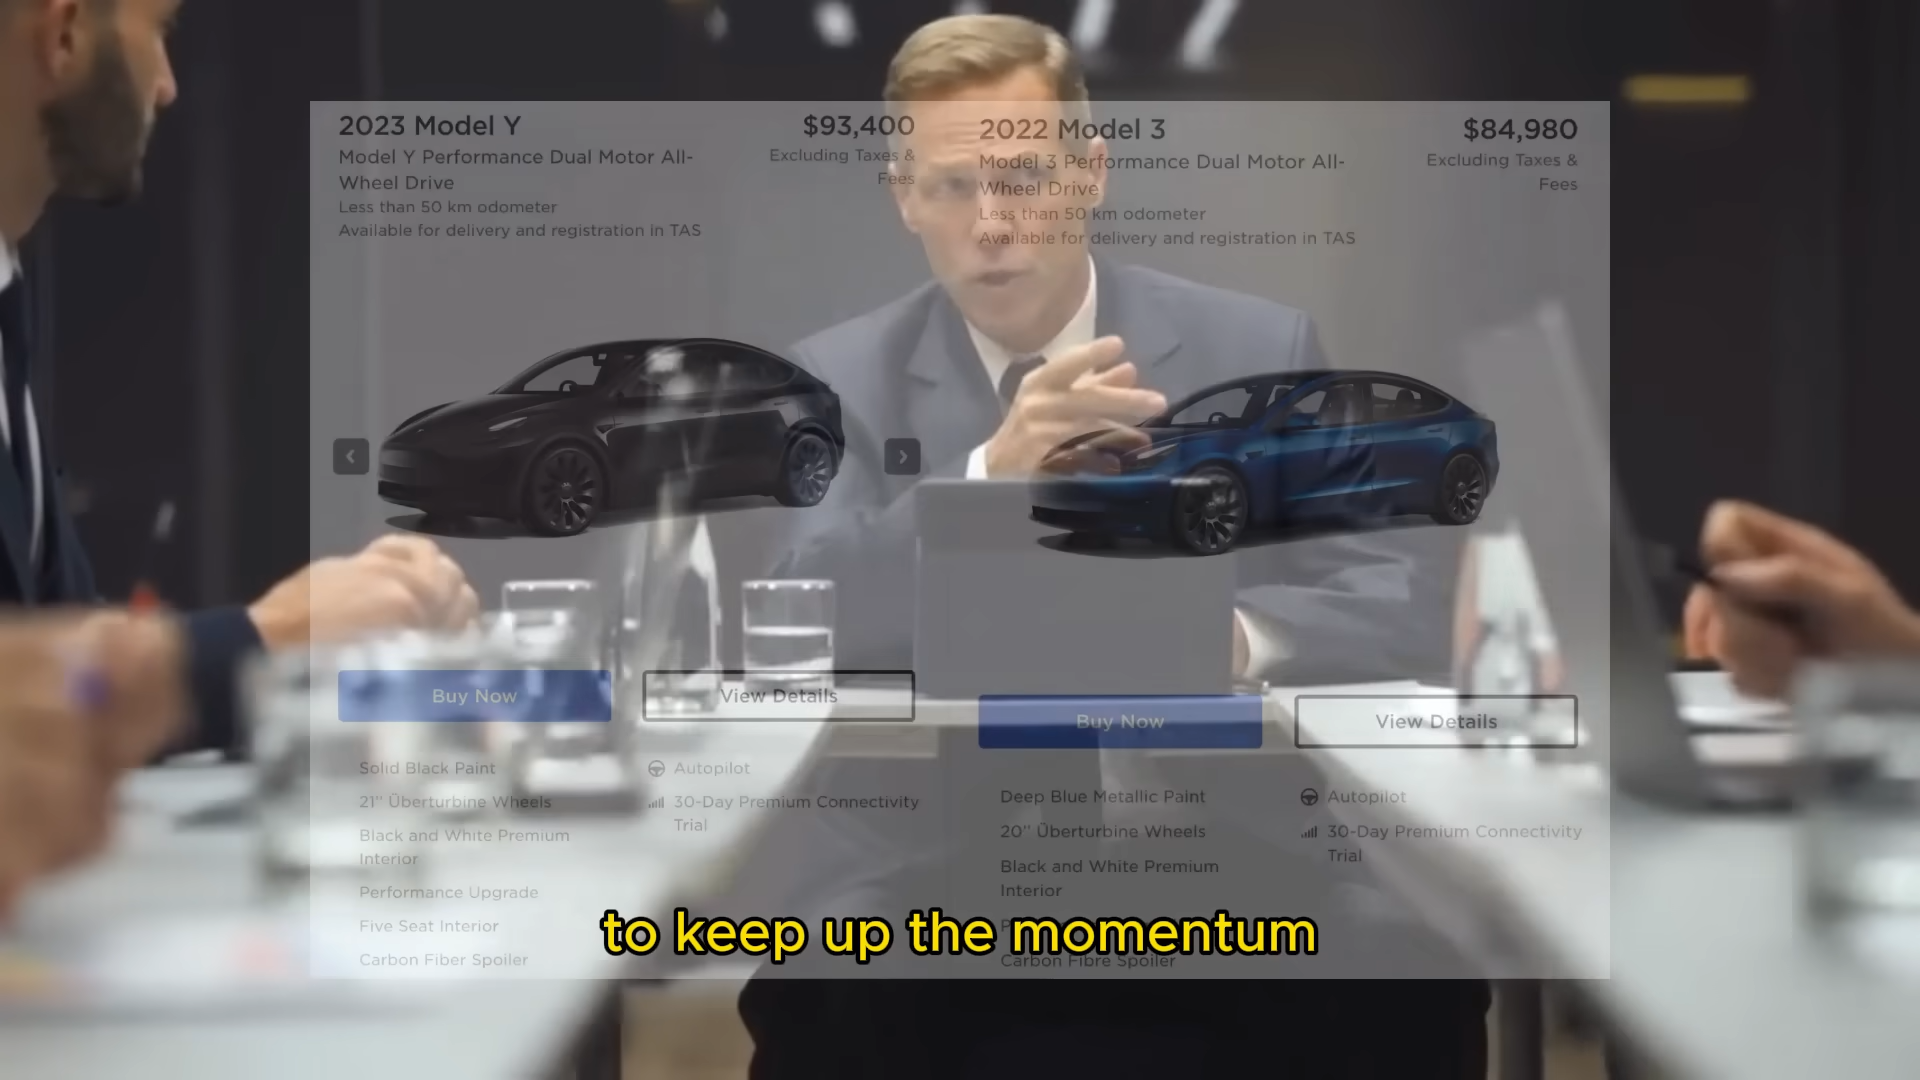 2023 Model Y
$93,400
Model Y Performance Dual Motor All-
Wheel Drive
Excluding Taxes &
Fees
Less than 50 km odometer
Available for delivery and registration in TAS
Buy Now
View Details
Solid Black Paint
21” Überturbine Wheels
Black and White Premium
Interior
Performance Upgrade
Five Seat Interior
Carbon Fiber Spoiler
Autopilot
30-Day Premium Connectivity
Trial
2022 Model 3
$84,980
Model 3 Performance Dual Motor All-
Wheel Drive
Excluding Taxes &
Fees
Less than 50 km odometer
Available for delivery and registration in TAS
Buy Now
View Details
Deep Blue Metallic Paint
20” Überturbine Wheels
Black and White Premium
Interior
Carbon Fibre Spoiler
Autopilot
30-Day Premium Connectivity
Trial
to keep up the momentum